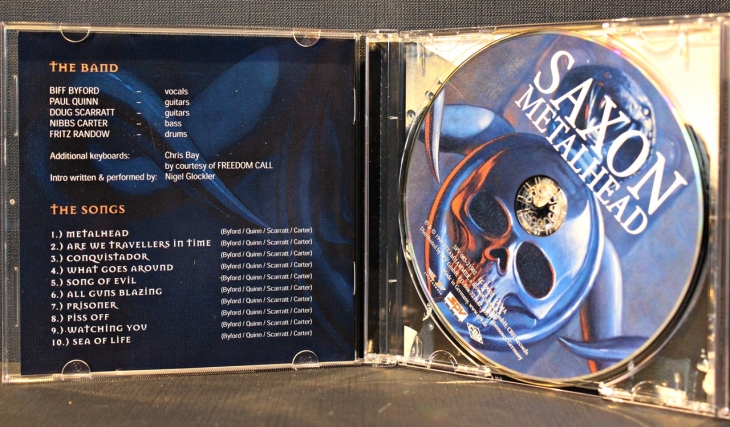 THE BAND
BIFF BYFORD – vocals
PAUL QUINN – guitars
DOUG SCARRATT – guitars
NIBBS CARTER – bass
FRITZ RANDOW – drums
Additional keyboards: Chris Bay
by courtesy of FREEDOM CALL
Intro written & performed by: Nigel Glockler
THE SONGS
1.) METALHEAD (Byford / Quinn / Scarratt / Carter)
2.) ARE WE TRAVELLERS IN TIME (Byford / Quinn / Scarratt / Carter)
3.) CONQUISTADOR (Byford / Quinn / Scarratt / Carter)
4.) WHAT GOES AROUND (Byford / Quinn / Scarratt / Carter)
5.) SONG OF EVIL (Byford / Quinn / Scarratt / Carter)
6.) ALL GUNS BLAZING (Byford / Quinn / Scarratt / Carter)
7.) PRISONER (Byford / Quinn / Scarratt / Carter)
8.) PISS OFF (Byford / Quinn / Scarratt / Carter)
9.) WATCHING YOU (Byford / Quinn / Scarratt / Carter)
10.) SEA OF LIFE (Byford / Quinn / Scarratt / Carter)
SAXON
METALHEAD